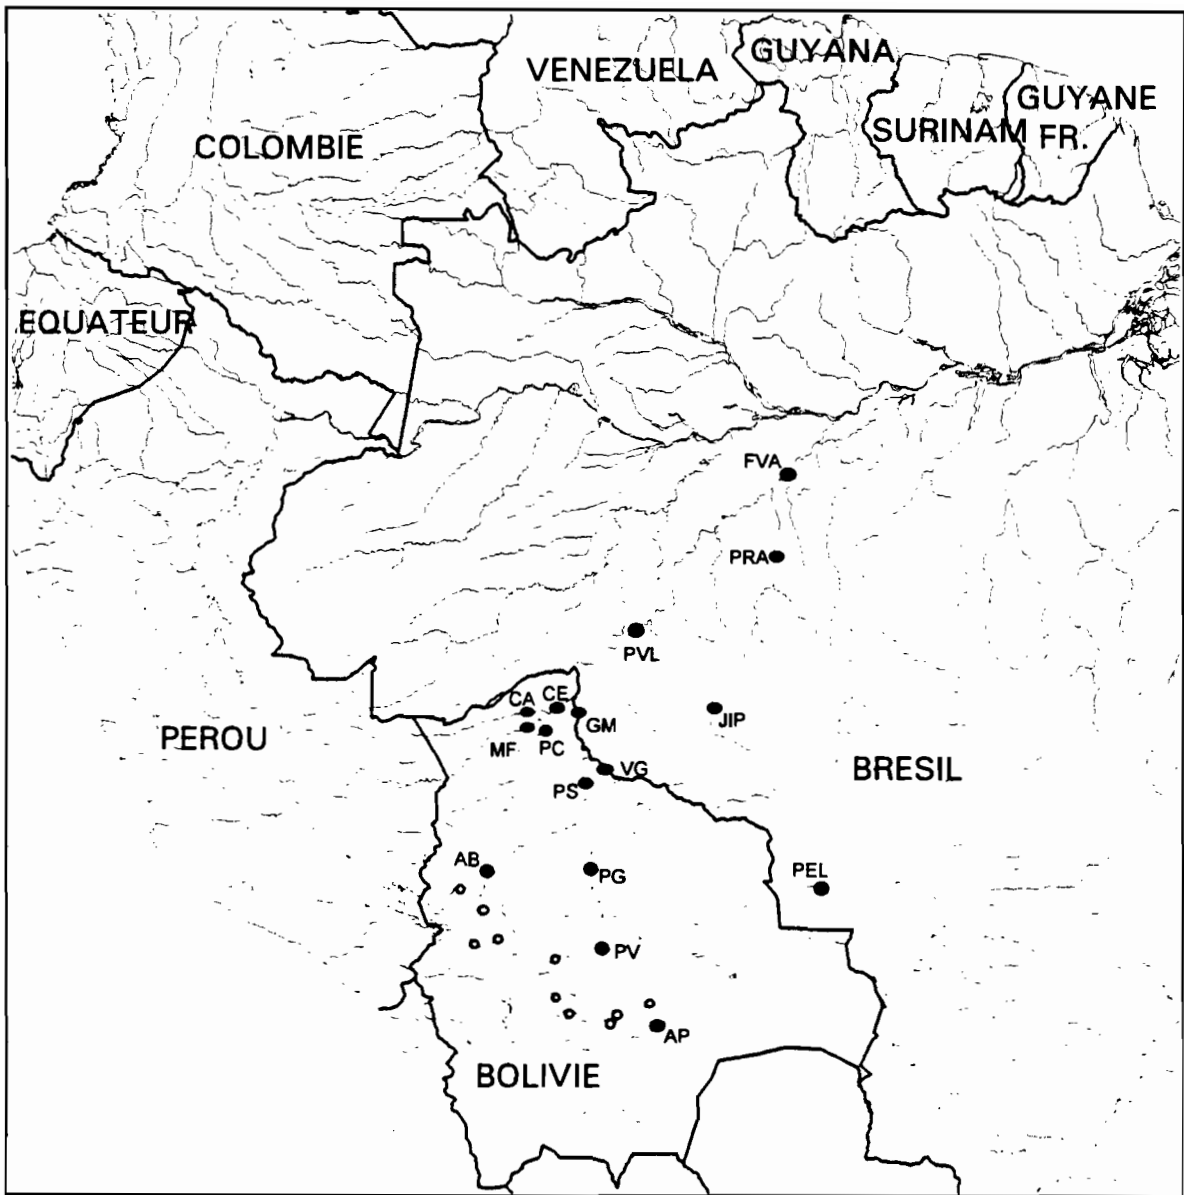 GUYANA
VENEZUELA
GUYANE
SURINAM FR.
COLOMBIE
EQUATEUR
FVA
PRA
PVL
CA CE
GM
JIP
MF PC
PEROU
VG
BRESIL
PS
AB
PG
PEL
PV
AP
BOLIVIE